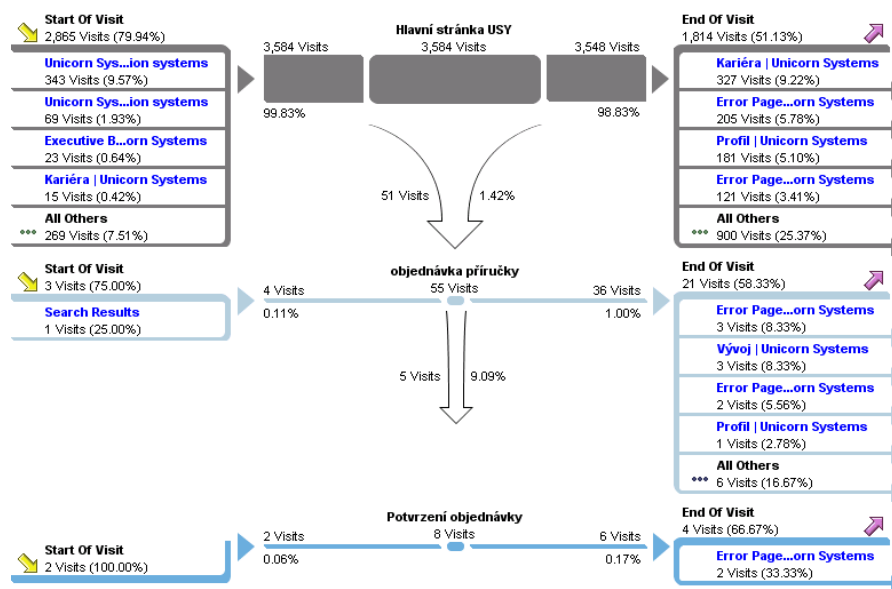 Start Of Visit
2,865 Visits (79.94%)
Unicorn Sys...ion systems
343 Visits (9.57%)
Unicorn Sys...ion systems
69 Visits (1.93%)
Executive B...orn Systems
23 Visits (0.64%)
Kariéra | Unicorn Systems
15 Visits (0.42%)
All Others
269 Visits (7.51%)
3,584 Visits
99.83%
Hlavní stránka USY
3,584 Visits
3,548 Visits
98.83%
End Of Visit
1,814 Visits (51.13%)
Kariéra | Unicorn Systems
327 Visits (9.22%)
Error Page...orn Systems
205 Visits (5.78%)
Profil | Unicorn Systems
181 Visits (5.10%)
Error Page...orn Systems
121 Visits (3.41%)
All Others
900 Visits (25.37%)
51 Visits
1.42%
Start Of Visit
3 Visits (75.00%)
Search Results
1 Visits (25.00%)
4 Visits
0.11%
objednávka příručky
55 Visits
36 Visits
1.00%
End Of Visit
21 Visits (58.33%)
Error Page...orn Systems
3 Visits (8.33%)
Vývoj | Unicorn Systems
3 Visits (8.33%)
Error Page...orn Systems
2 Visits (5.56%)
Profil | Unicorn Systems
1 Visits (2.78%)
All Others
6 Visits (16.67%)
5 Visits
9.09%
Start Of Visit
2 Visits (100.00%)
2 Visits
0.06%
Potvrzení objednávky
8 Visits
6 Visits
0.17%
End Of Visit
4 Visits (66.67%)
Error Page...orn Systems
2 Visits (33.33%)